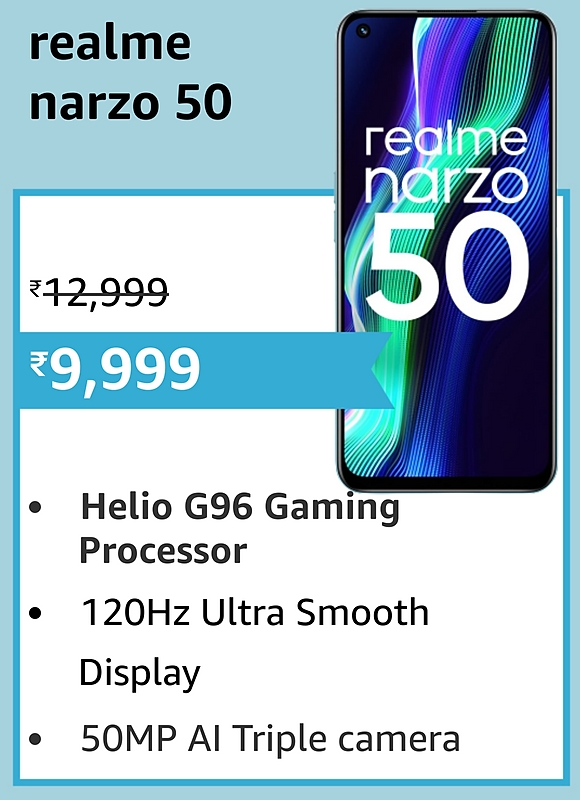 realme
narzo 50
realme
narzo
50
₹12,999
₹9,999
• Helio G96 Gaming
Processor
• 120Hz Ultra Smooth
Display
• 50MP AI Triple camera